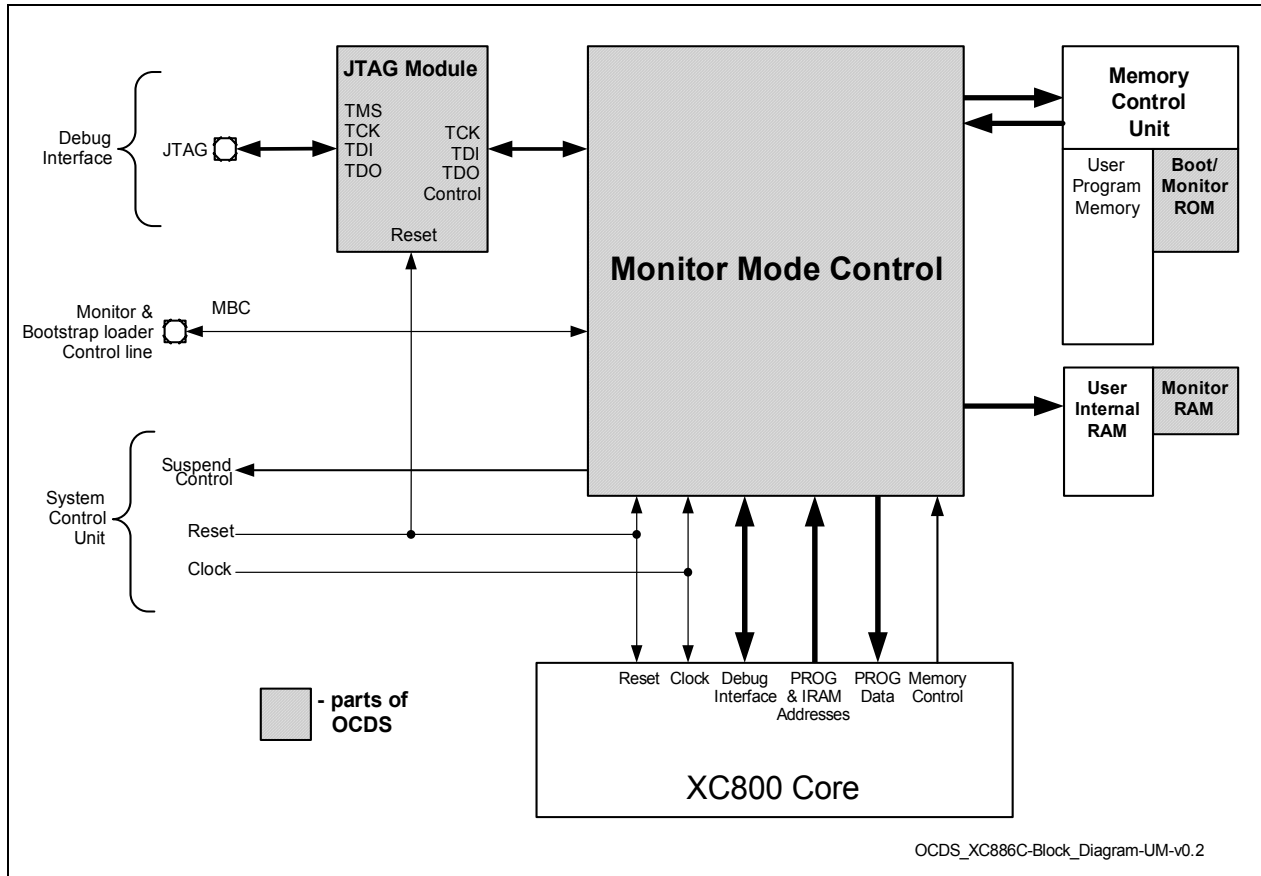 JTAG Module
TMS
TCK
TDI
TDO
TCK
TDI
TDO
Control
Reset
Debug
Interface
JTAG
Monitor Mode Control
Memory
Control
Unit
User
Program
Memory
Boot/
Monitor
ROM
Monitor &
Bootstrap loader
Control line
MBC
User
Internal
RAM
Monitor
RAM
System
Control
Unit
Suspend
Control
Reset
Clock
Reset
Clock
Debug
Interface
PROG
& IRAM
Addresses
PROG
Data
Memory
Control
- parts of
OCDS
XC800 Core
OCDS_XC886C-Block_Diagram-UM-v0.2